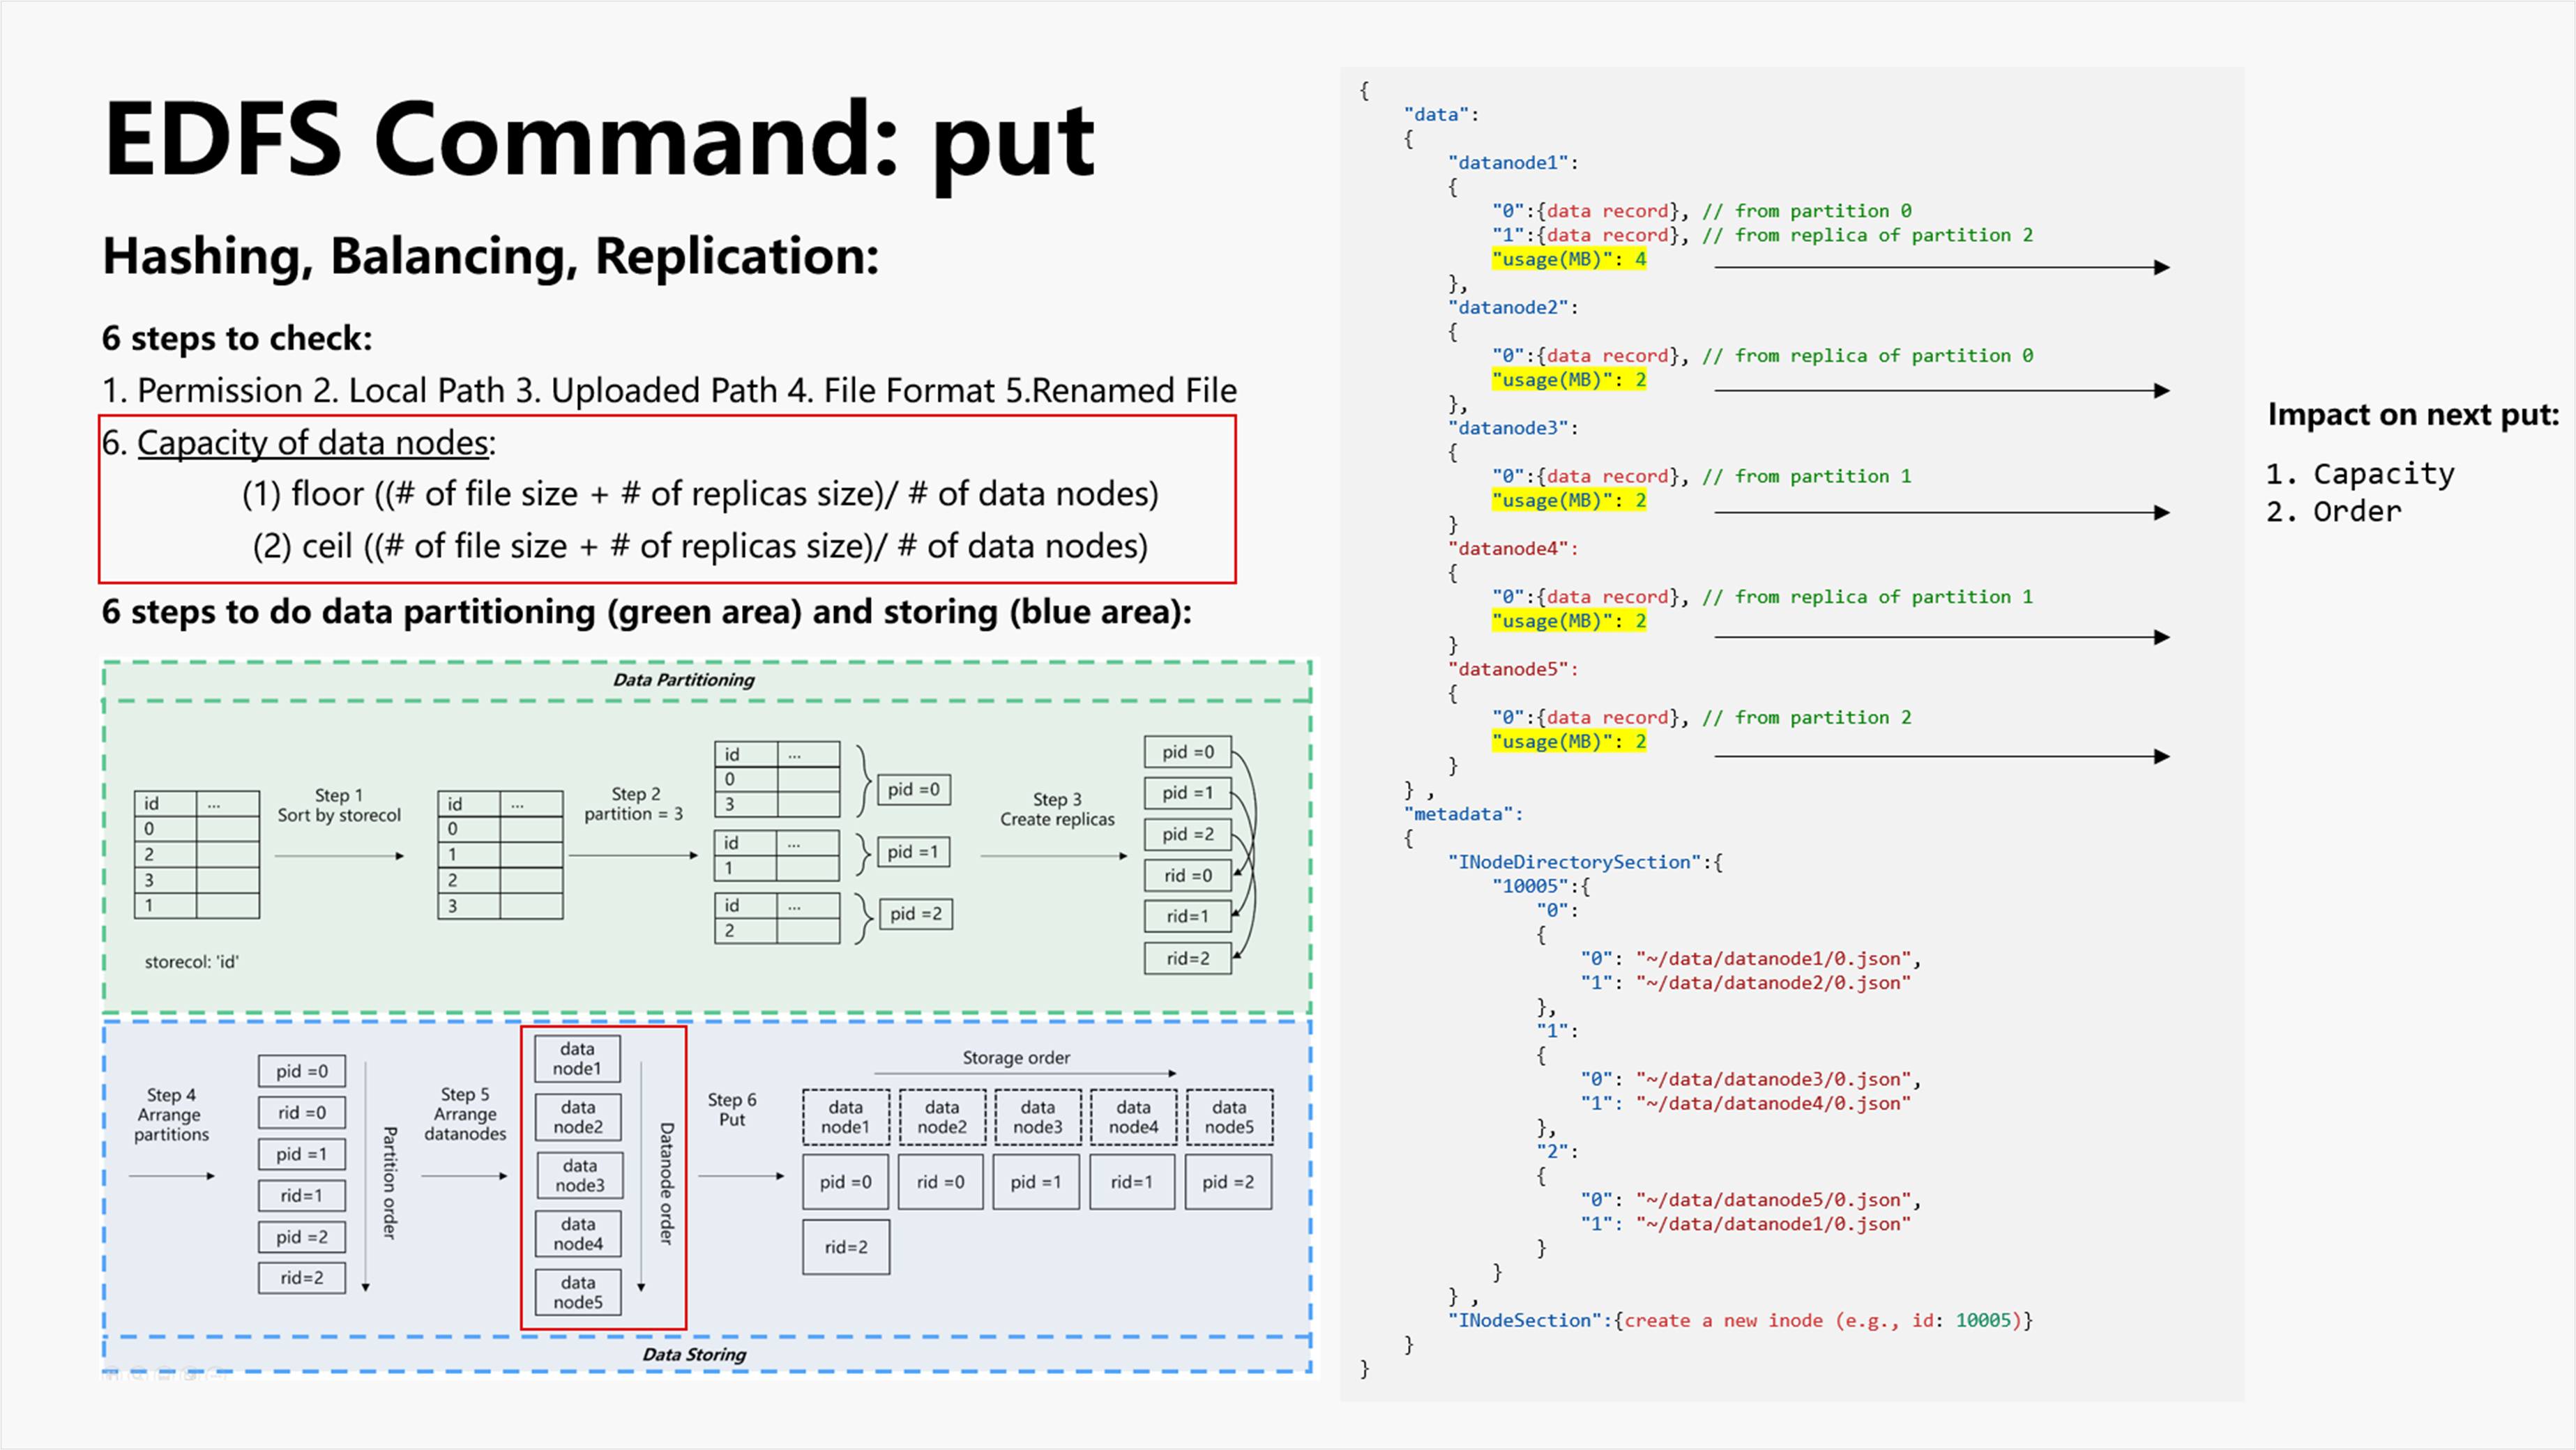 EDFS Command: put
Hashing, Balancing, Replication:
6 steps to check:
1. Permission 2. Local Path 3. Uploaded Path 4. File Format 5.Renamed File
6. Capacity of data nodes:
(1) floor ((# of file size + # of replicas size)/ # of data nodes)
(2) ceil ((# of file size + # of replicas size)/ # of data nodes)
6 steps to do data partitioning (green area) and storing (blue area):
Data Partitioning
id ...
0
2
3
1
storecol: 'id'
Step 1
Sort by storecol
id ...
0
1
2
3
Step 2
partition = 3
id ...
0
3
pid =0
id ...
1
pid =1
id ...
2
pid =2
Step 3
Create replicas
pid =0
pid =1
pid =2
rid =0
rid=1
rid=2
Step 4
Arrange
partitions
pid =0
rid =0
pid =1
rid=1
pid =2
rid=2
Partition order
Step 5
Arrange
datanodes
data
node1
data
node2
data
node3
data
node4
data
node5
Datanode order
Step 6
Put
Storage order
data node1
data node2
data node3
data node4
data node5
pid =0
rid =0
pid =1
rid=1
pid =2
rid=2
Data Storing
{
"data":
{
"datanode1":
{
"0":{data record}, // from partition 0
"1":{data record}, // from replica of partition 2
"usage(MB)": 4
},
"datanode2":
{
"0":{data record}, // from replica of partition 0
"usage(MB)": 2
},
"datanode3":
{
"0":{data record}, // from partition 1
"usage(MB)": 2
}
"datanode4":
{
"0":{data record}, // from replica of partition 1
"usage(MB)": 2
}
"datanode5":
{
"0":{data record}, // from partition 2
"usage(MB)": 2
}
} ,
"metadata":
{
"INodeDirectorySection":{
"10005":{
"0":
{
"0": "~/data/datanode1/0.json",
"1": "~/data/datanode2/0.json"
},
"1":
{
"0": "~/data/datanode3/0.json",
"1": "~/data/datanode4/0.json"
},
"2":
{
"0": "~/data/datanode5/0.json",
"1": "~/data/datanode1/0.json"
}
}
} ,
"INodeSection":{create a new inode (e.g., id: 10005)}
}
}
Impact on next put:
1. Capacity
2. Order